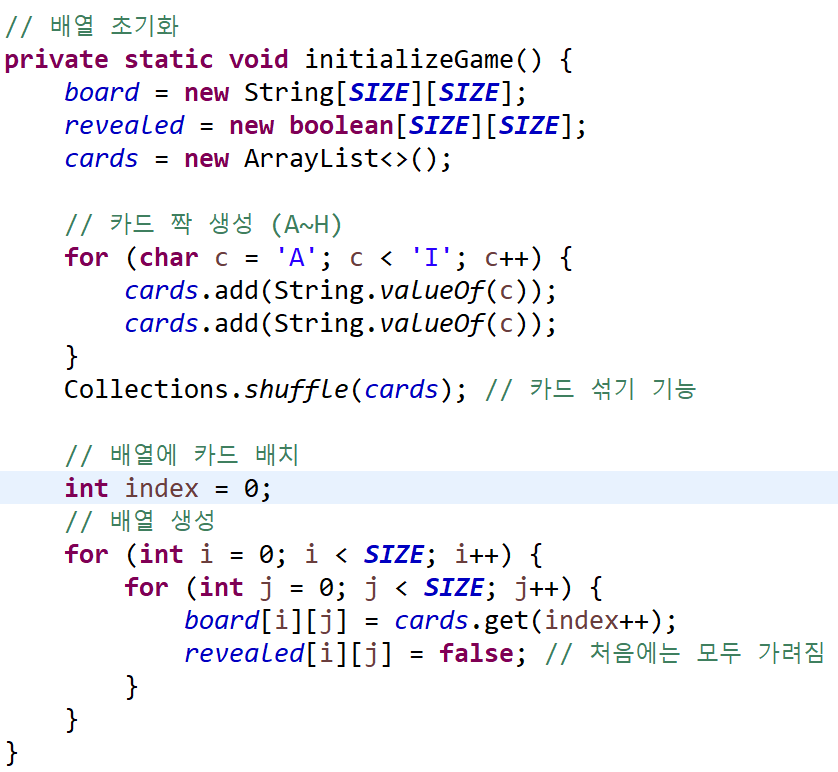 // 배열 초기화
private static void initializeGame() {
    board = new String[SIZE][SIZE];
    revealed = new boolean[SIZE][SIZE];
    cards = new ArrayList<>();

    // 카드 짝 생성 (A~H)
    for (char c = 'A'; c < 'I'; c++) {
        cards.add(String.valueOf(c));
        cards.add(String.valueOf(c));
    }
    Collections.shuffle(cards); // 카드 섞기 기능

    // 배열에 카드 배치
    int index = 0;
    // 배열 생성
    for (int i = 0; i < SIZE; i++) {
        for (int j = 0; j < SIZE; j++) {
            board[i][j] = cards.get(index++);
            revealed[i][j] = false; // 처음에는 모두 가려짐
        }
    }
}